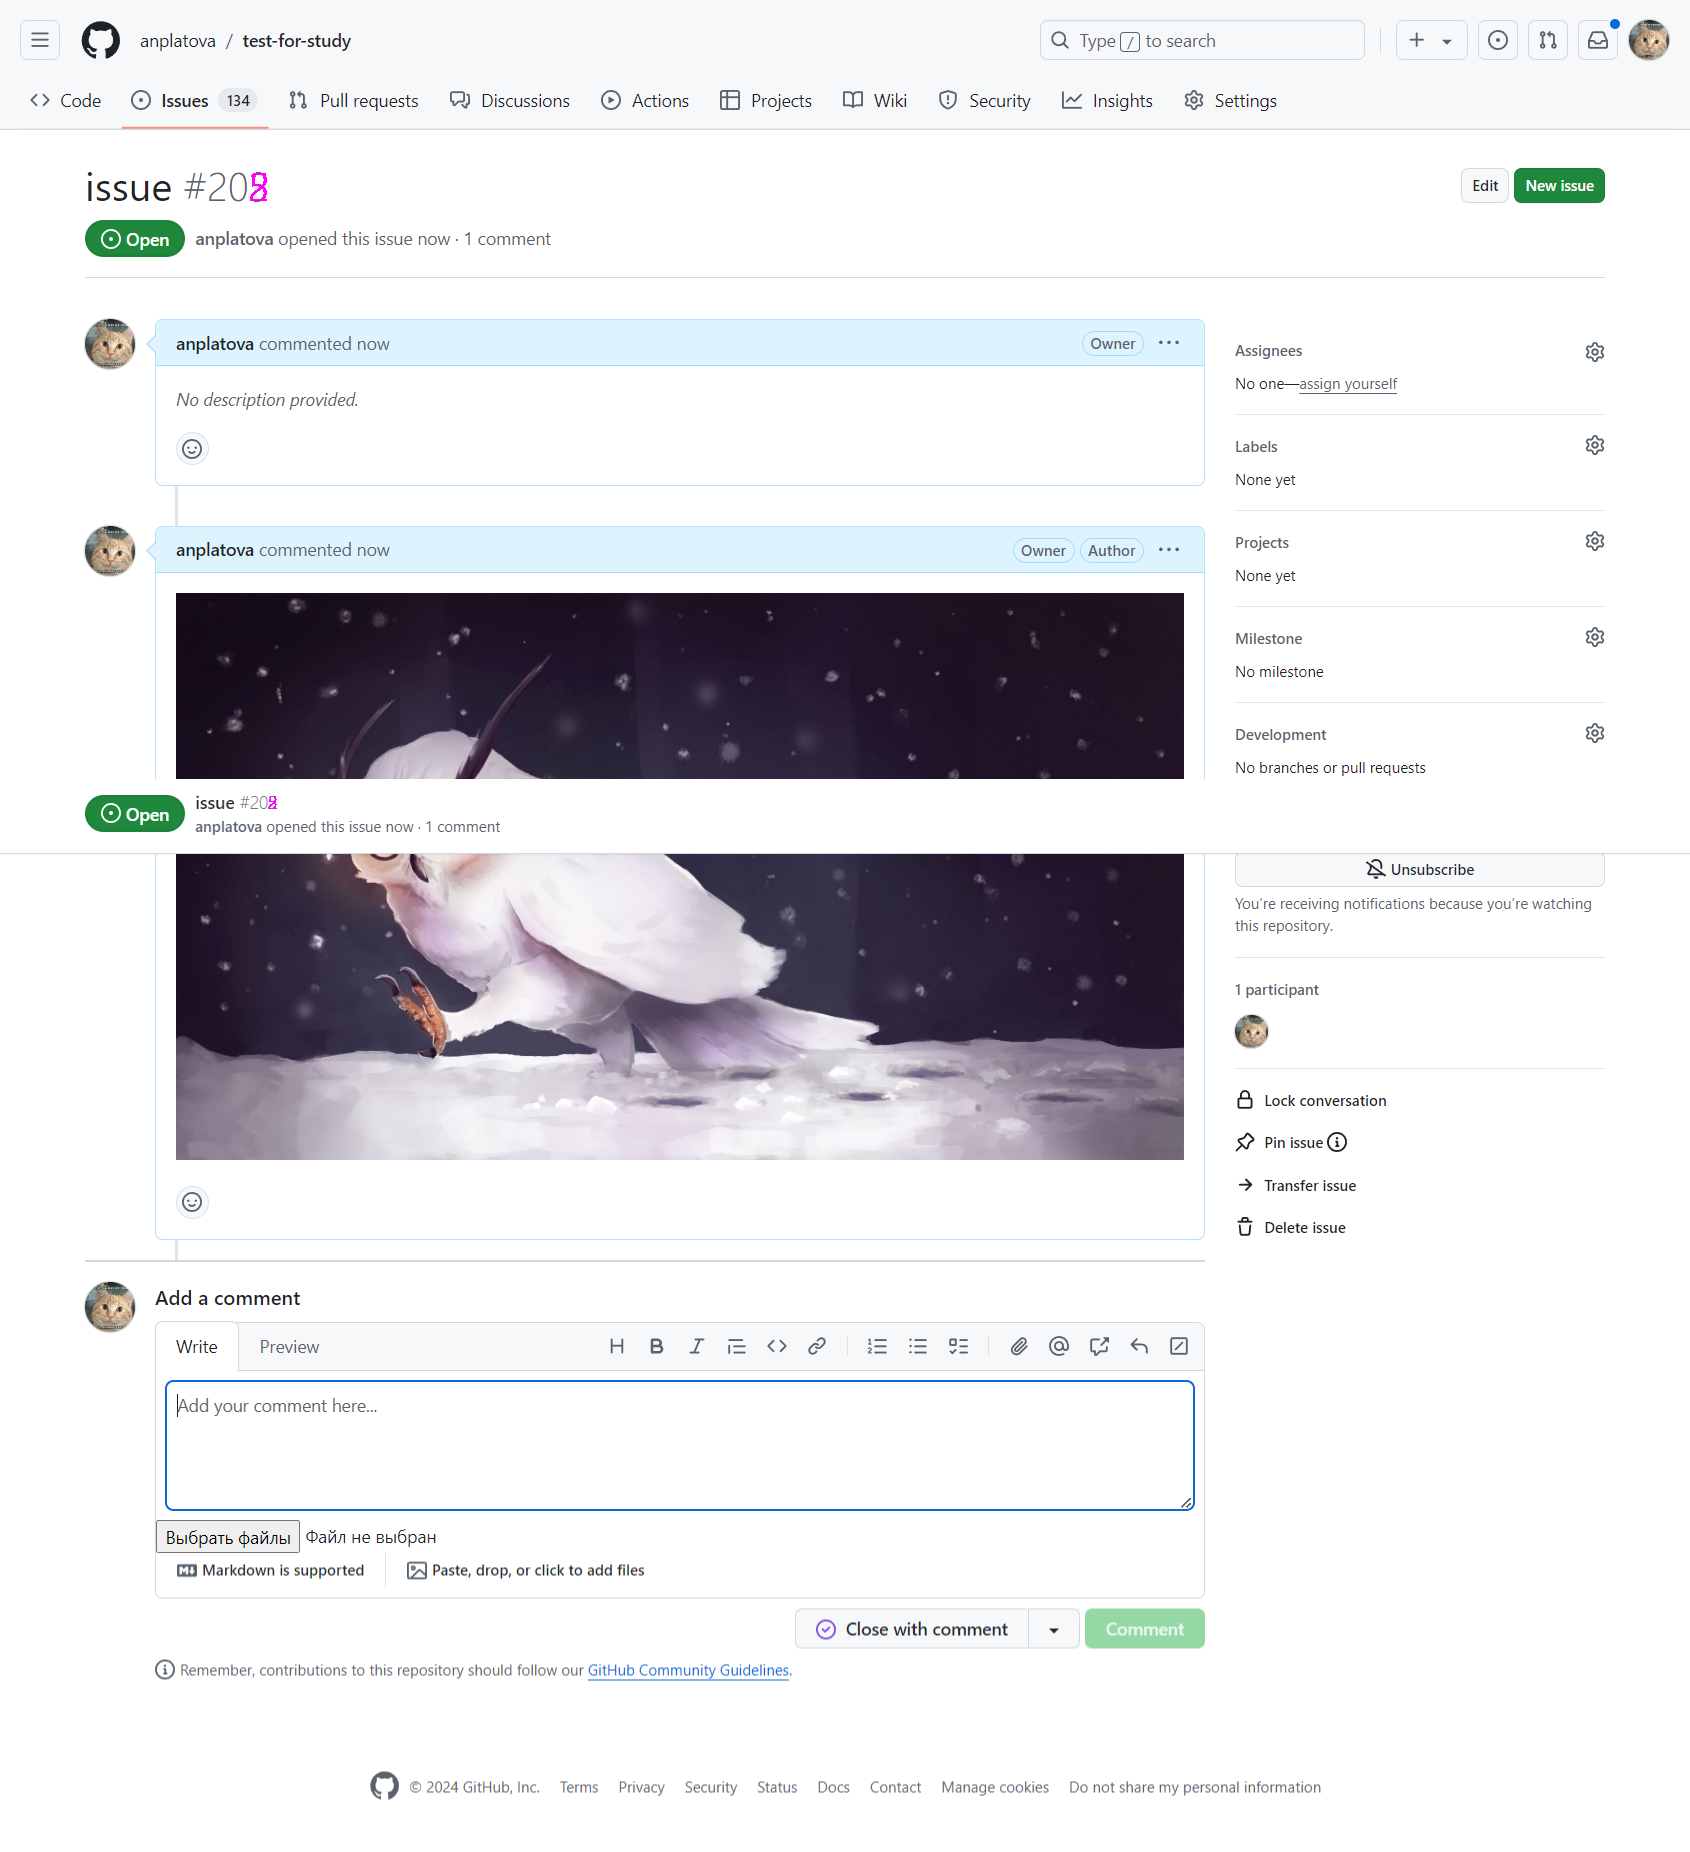 anplatova / test-for-study
Type / to search
Code
Issues 134
Pull requests
Discussions
Actions
Projects
Wiki
Security
Insights
Settings
issue
Edit
New issue
Open
anplatova opened this issue now · 1 comment
anplatova commented now
Owner
No description provided.
anplatova commented now
Owner
Author
Open
issue
anplatova opened this issue now · 1 comment
Assignees
No one—assign yourself
Labels
None yet
Projects
None yet
Milestone
No milestone
Development
No branches or pull requests
Unsubscribe
You’re receiving notifications because you’re watching
this repository.
1 participant
Lock conversation
Pin issue
Transfer issue
Delete issue
Add a comment
Write
Preview
Add your comment here...
Выбрать файлы Файл не выбран
Markdown is supported
Paste, drop, or click to add files
Close with comment
Comment
Remember, contributions to this repository should follow our GitHub Community Guidelines.
© 2024 GitHub, Inc. Terms Privacy Security Status Docs Contact Manage cookies Do not share my personal information